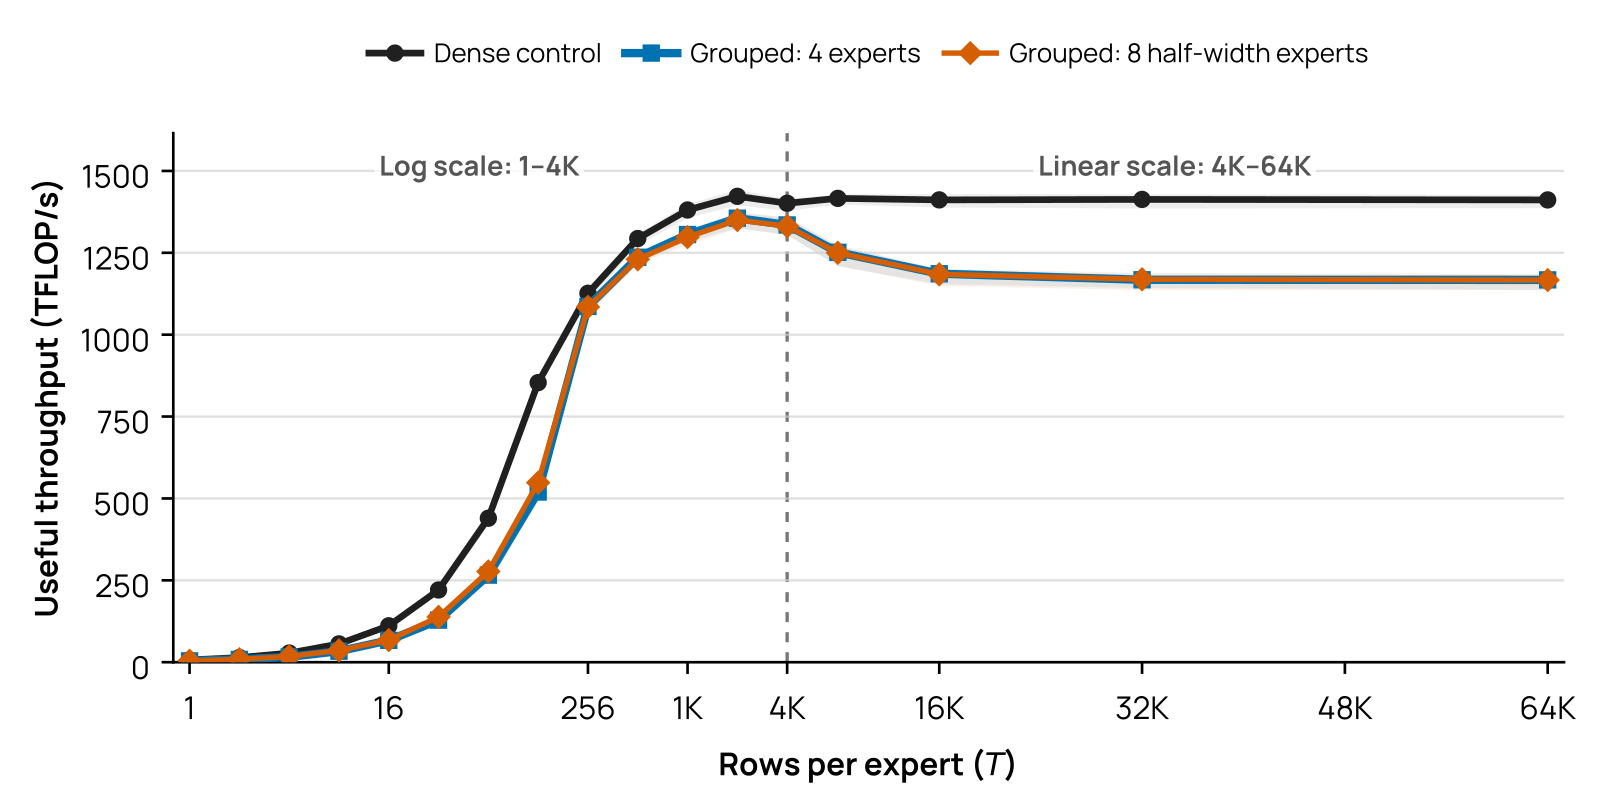 Dense control
Grouped: 4 experts
Grouped: 8 half-width experts
Log scale: 1–4K
Linear scale: 4K–64K
Useful throughput (TFLOP/s)
1500
1250
1000
750
500
250
0
1
16
256
1K
4K
16K
32K
48K
64K
Rows per expert (T)